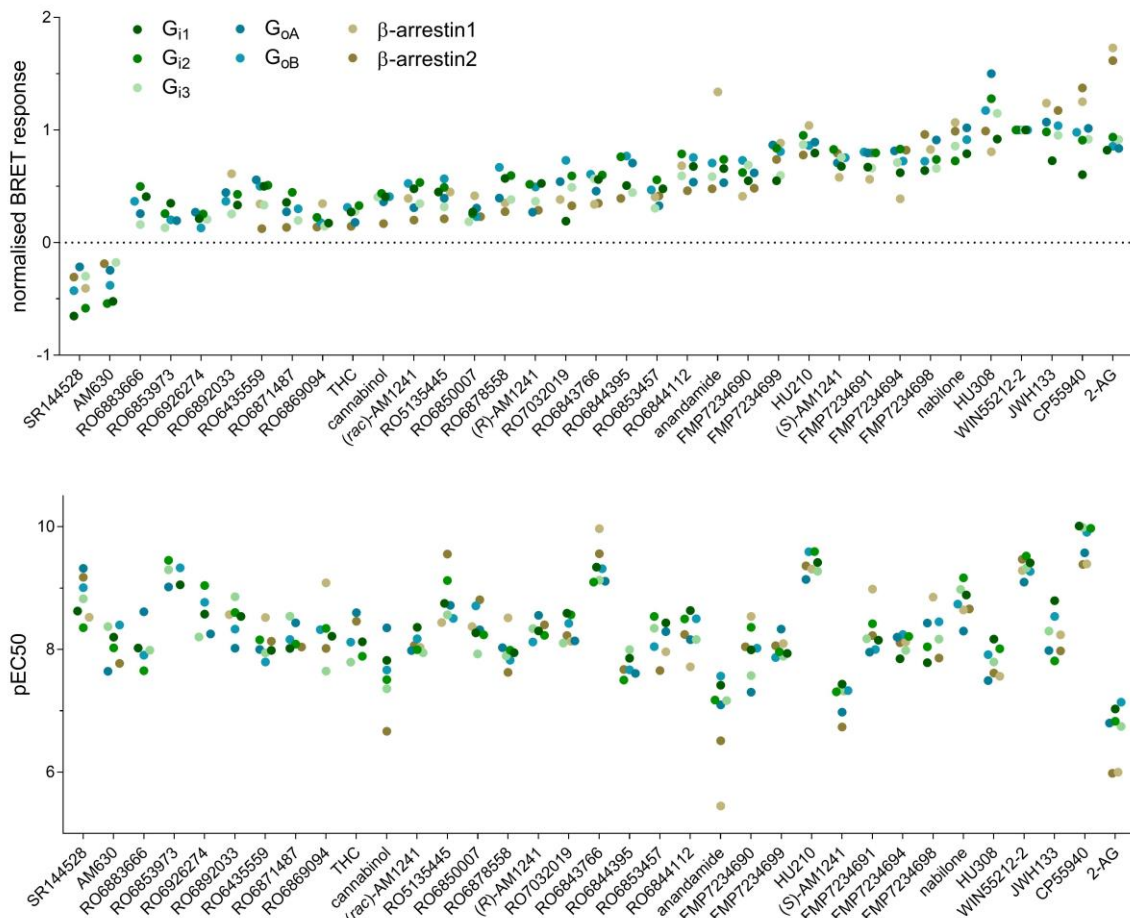 2
1
0
-1
normalised BRET response
Gi1 GoA β-arrestin1
Gi2 GoB β-arrestin2
Gi3
SR144528
AM630
RO6883666
RO6853973
RO6926274
RO6892033
RO6435559
RO6871487
RO6869094
THC
cannabinol
(rac)-AM1241
RO5135445
RO6850007
RO6878558
(R)-AM1241
RO7032019
RO6843766
RO6844395
RO6853457
RO6844112
anandamide
FMP7234690
FMP7234699
HU210
(S)-AM1241
FMP7234691
FMP7234694
FMP7234698
nabilone
HU308
WIN55212-2
JWH133
CP55940
2-AG
10
8
6
pEC50
SR144528
AM630
RO6883666
RO6853973
RO6926274
RO6892033
RO6435559
RO6871487
RO6869094
THC
cannabinol
(rac)-AM1241
RO5135445
RO6850007
RO6878558
(R)-AM1241
RO7032019
RO6843766
RO6844395
RO6853457
RO6844112
anandamide
FMP7234690
FMP7234699
HU210
(S)-AM1241
FMP7234691
FMP7234694
FMP7234698
nabilone
HU308
WIN55212-2
JWH133
CP55940
2-AG